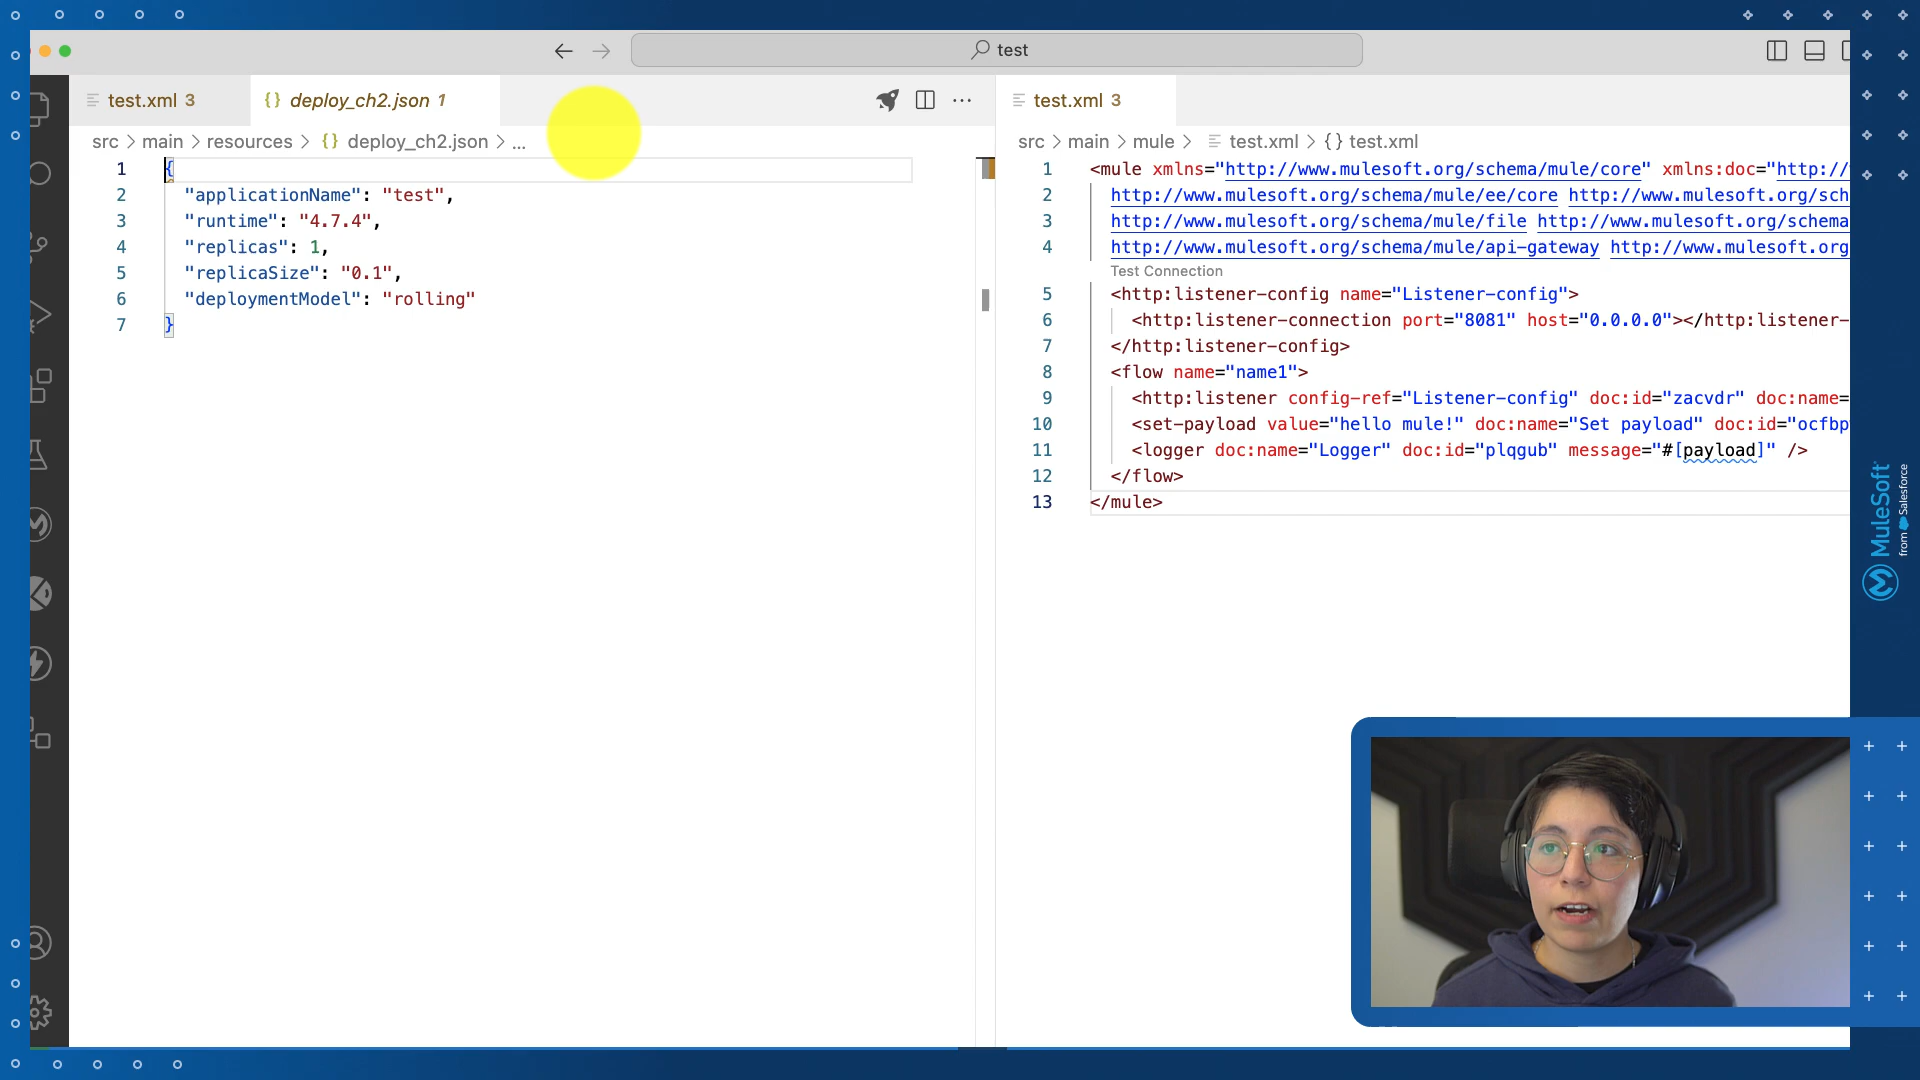 test
test.xml 3
{} deploy_ch2.json 1
src > main > resources > {} deploy_ch2.json > ...
1 {
2 "applicationName": "test",
3 "runtime": "4.7.4",
4 "replicas": 1,
5 "replicaSize": "0.1",
6 "deploymentModel": "rolling"
7 }
test.xml 3
src > main > mule > test.xml > {} test.xml
1 <mule xmlns="http://www.mulesoft.org/schema/mule/core" xmlns:doc="http://
2 http://www.mulesoft.org/schema/mule/ee/core http://www.mulesoft.org/sch
3 http://www.mulesoft.org/schema/mule/file http://www.mulesoft.org/schema
4 http://www.mulesoft.org/schema/mule/api-gateway http://www.mulesoft.org
Test Connection
5 <http:listener-config name="Listener-config">
6 <http:listener-connection port="8081" host="0.0.0.0"></http:listener-
7 </http:listener-config>
8 <flow name="name1">
9 <http:listener config-ref="Listener-config" doc:id="zacvdr" doc:name=
10 <set-payload value="hello mule!" doc:name="Set payload" doc:id="ocfbp
11 <logger doc:name="Logger" doc:id="plqgub" message="#[payload]" />
12 </flow>
13 </mule>
MuleSoft
from Salesforce